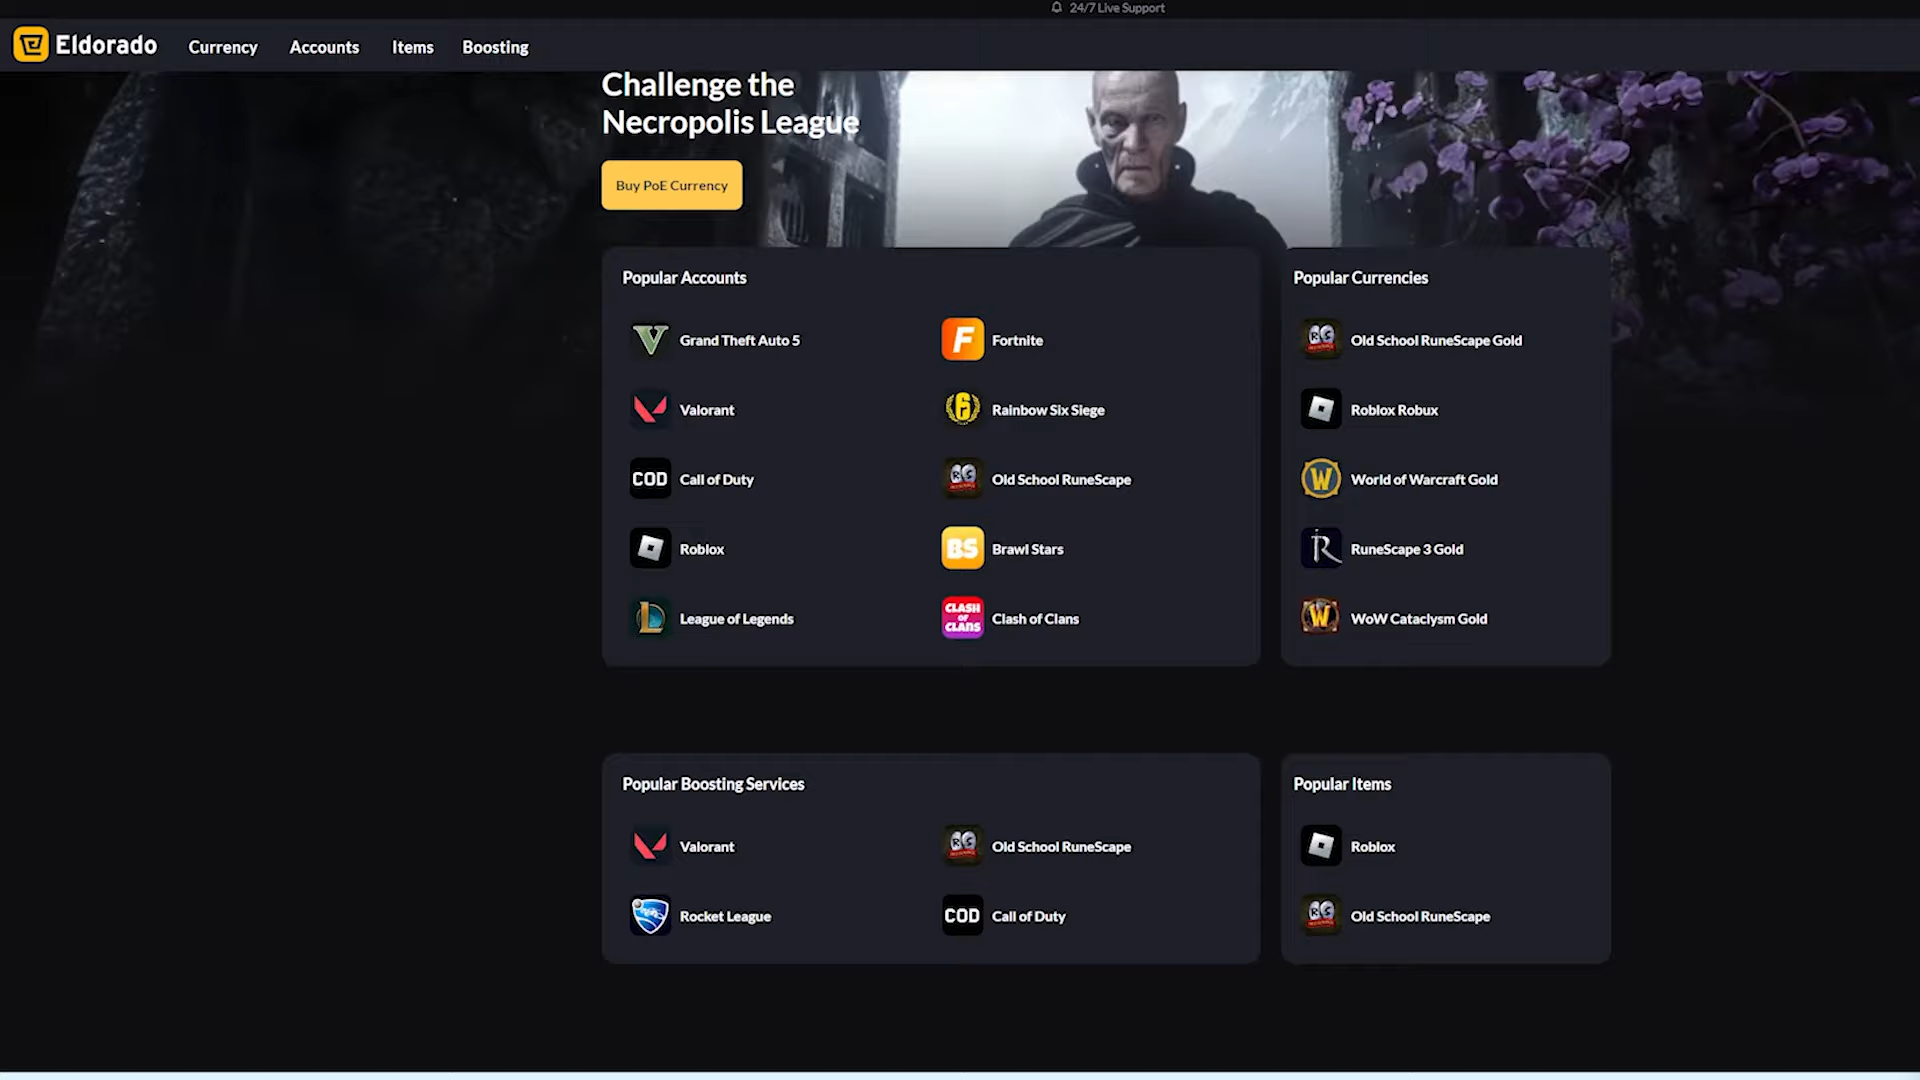 24/7 Live Support
Eldorado
Currency
Accounts
Items
Boosting
Challenge the
Necropolis League
Buy PoE Currency
Popular Accounts
Grand Theft Auto 5
Fortnite
Valorant
Rainbow Six Siege
COD
Call of Duty
Old School RuneScape
Roblox
BS
Brawl Stars
League of Legends
CLASH
OF
CLANS
Clash of Clans
Popular Currencies
Old School RuneScape Gold
Roblox Robux
World of Warcraft Gold
RuneScape 3 Gold
WoW Cataclysm Gold
Popular Boosting Services
Valorant
Old School RuneScape
Rocket League
COD
Call of Duty
Popular Items
Roblox
Old School RuneScape